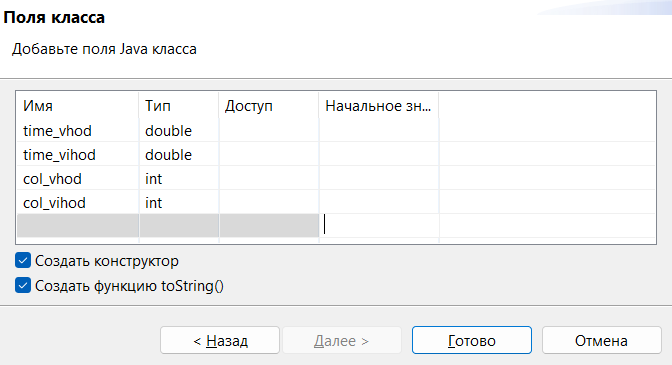 Поля класса
Добавьте поля Java класса
Имя Тип Доступ Начальное зн...
time_vhod double
time_vihod double
col_vhod int
col_vihod int
Создать конструктор
Создать функцию toString()
< Назад Далее > Готово Отмена